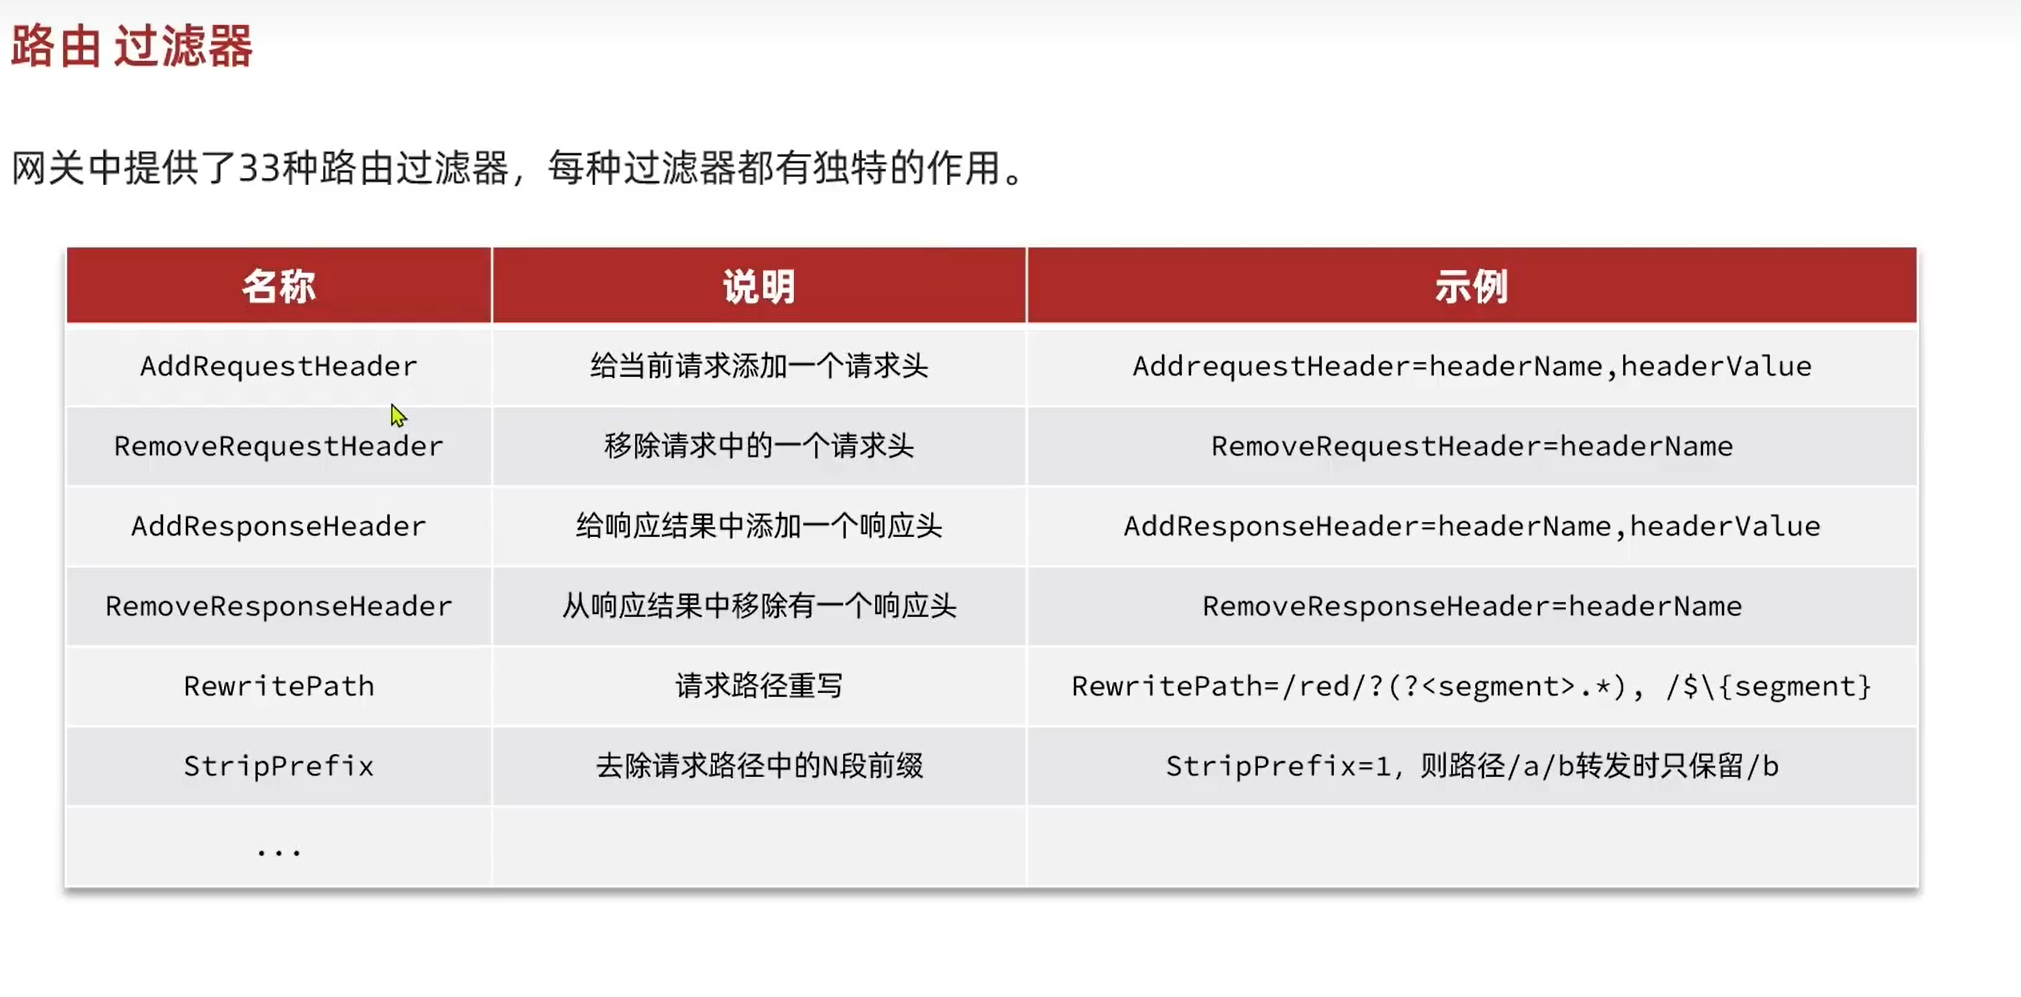 路由 过滤器
网关中提供了33种路由过滤器，每种过滤器都有独特的作用。
名称 说明 示例
AddRequestHeader 给当前请求添加一个请求头 AddrequestHeader=headerName,headerValue
RemoveRequestHeader 移除请求中的一个请求头 RemoveRequestHeader=headerName
AddResponseHeader 给响应结果中添加一个响应头 AddResponseHeader=headerName,headerValue
RemoveResponseHeader 从响应结果中移除有一个响应头 RemoveResponseHeader=headerName
RewritePath 请求路径重写 RewritePath=/red/?(?<segment>.*), /$\{segment}
StripPrefix 去除请求路径中的N段前缀 StripPrefix=1，则路径/a/b转发时只保留/b
...